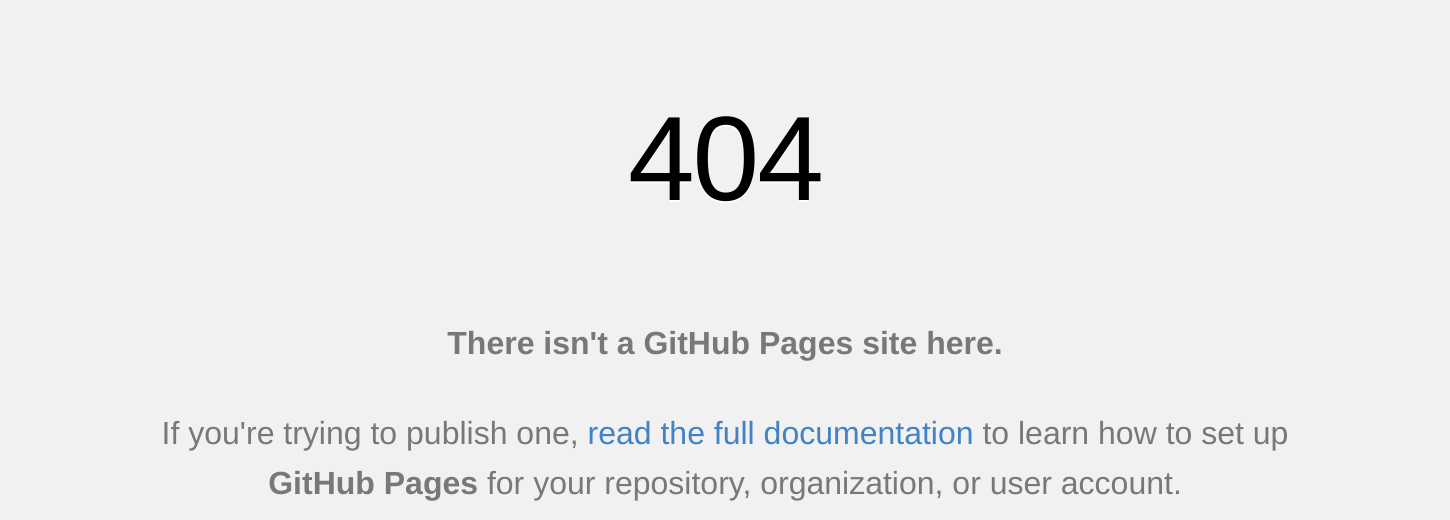 404
There isn't a GitHub Pages site here.
If you're trying to publish one, read the full documentation to learn how to set up
GitHub Pages for your repository, organization, or user account.